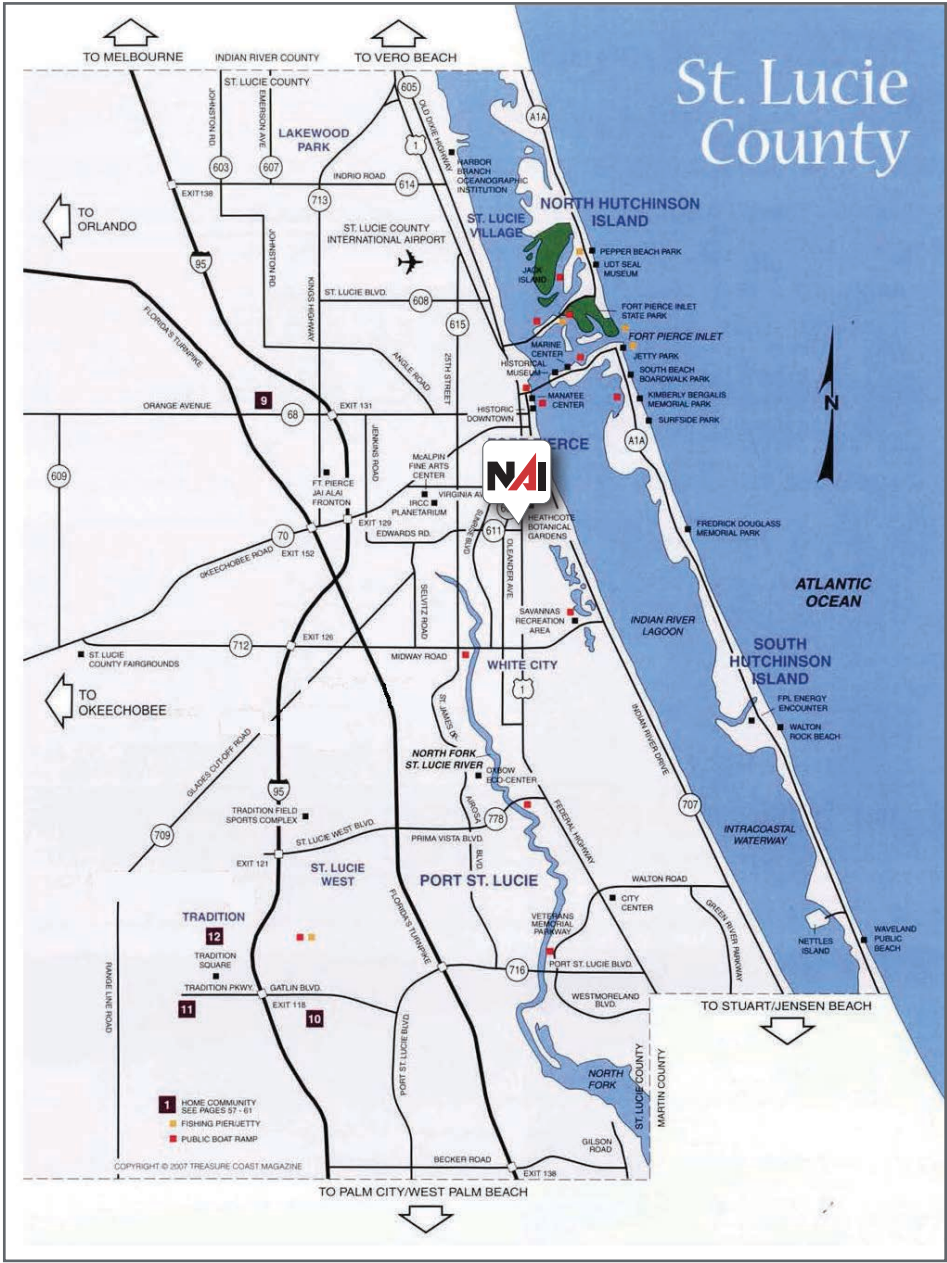 TO MELBOURNE
INDIAN RIVER COUNTY
TO VERO BEACH
ST. LUCIE COUNTY
St. Lucie
County
605
A1A
JOHNSTON RD.
EMERSON AVE
OLD DIXIE HIGHWAY
LAKEWOOD
PARK
1
HARBOR
BRANCH
OCEANOGRAPHIC
INSTITUTION
603
607
INDRIO ROAD
614
EXIT138
713
TO
ORLANDO
NORTH HUTCHINSON
ISLAND
ST. LUCIE
VILLAGE
ST. LUCIE COUNTY
INTERNATIONAL AIRPORT
JOHNSTON RD.
95
PEPPER BEACH PARK
UDT SEAL
MUSEUM
JACK
ISLAND
KINGS HIGHWAY
ST. LUCIE BLVD.
608
615
FORT PIERCE INLET
STATE PARK
FLORIDA'S TURNPIKE
FORT PIERCE INLET
MARINE
CENTER
JETTY PARK
HISTORICAL
MUSEUM
SOUTH BEACH
BOARDWALK PARK
ANGLE ROAD
25TH STREET
9
ORANGE AVENUE
68
EXIT 131
MANATEE
CENTER
KIMBERLY BERGALIS
MEMORIAL PARK
HISTORIC
DOWNTOWN
SURFSIDE PARK
N
A1A
JENKINS ROAD
McALPIN
FINE ARTS
CENTER
ERCE
NAI
609
FT. PIERCE
JAI ALAI
FRONTON
VIRGINIA AV
IRCC
PLANETARIUM
EXIT 129
EDWARDS RD.
SUNRISE BLVD
611
HEATHCOTE
BOTANICAL
GARDENS
FREDRICK DOUGLASS
MEMORIAL PARK
70
EXIT 152
OKEECHOBEE ROAD
OLEANDER AVE.
SELVITZ ROAD
ATLANTIC
OCEAN
SAVANNAS
RECREATION
AREA
INDIAN RIVER
LAGOON
712
EXIT 126
ST. LUCIE
COUNTY FAIRGROUNDS
MIDWAY ROAD
WHITE CITY
SOUTH
HUTCHINSON
ISLAND
TO
OKEECHOBEE
1
ST. JAMES DR.
FPL ENERGY
ENCOUNTER
WALTON
ROCK BEACH
INDIAN RIVER DRIVE
GLADES CUT-OFF ROAD
NORTH FORK
ST. LUCIE RIVER
OXBOW
ECO-CENTER
95
TRADITION FIELD
SPORTS COMPLEX
AIROSA
BLVD
778
FEDERAL HIGHWAY
707
709
ST. LUCIE WEST BLVD.
PRIMA VISTA BLVD.
INTRACOASTAL
WATERWAY
EXIT 121
ST. LUCIE
WEST
PORT ST. LUCIE
WALTON ROAD
CITY
CENTER
GREEN RIVER PARKWAY
FLORIDA'S TURNPIKE
TRADITION
12
VETERANS
MEMORIAL
PARKWAY
NETTLES
ISLAND
WAVELAND
PUBLIC
BEACH
TRADITION
SQUARE
716
PORT ST. LUCIE BLVD.
RANGE LINE ROAD
TRADITION PKWY.
GATLIN BLVD.
EXIT 118
WESTMORELAND
BLVD.
TO STUART/JENSEN BEACH
11
10
PORT ST. LUCIE BLVD.
ST. LUCIE COUNTY
MARTIN COUNTY
NORTH
FORK
1
HOME COMMUNITY
SEE PAGES 57 - 61
FISHING PIER/JETTY
PUBLIC BOAT RAMP
GILSON
ROAD
COPYRIGHT © 2007 TREASURE COAST MAGAZINE
BECKER ROAD
EXIT 138
TO PALM CITY/WEST PALM BEACH